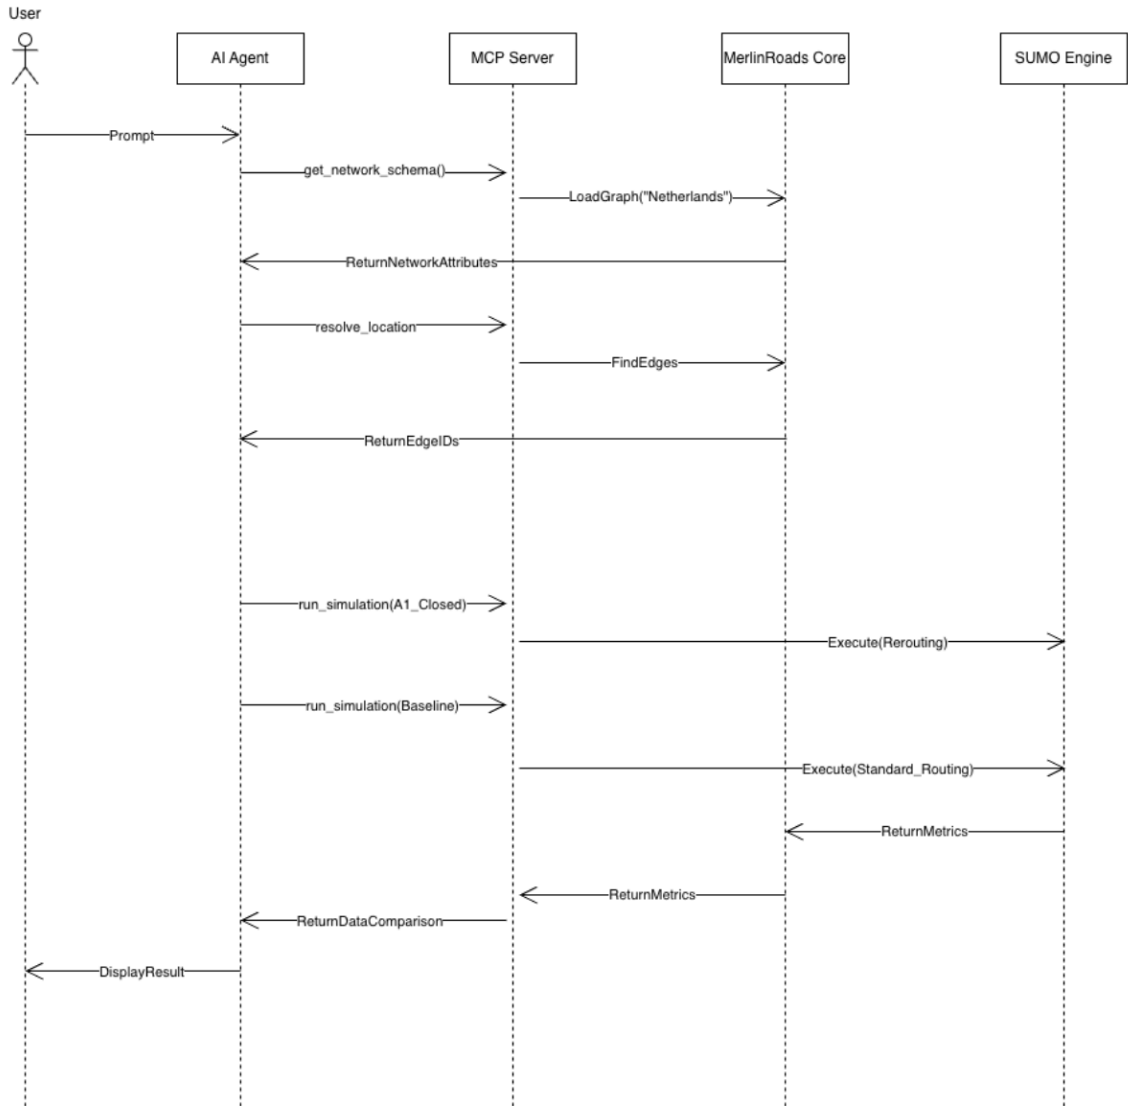 User
AI Agent
MCP Server
MerlinRoads Core
SUMO Engine
Prompt
get_network_schema()
LoadGraph("Netherlands")
ReturnNetworkAttributes
resolve_location
FindEdges
ReturnEdgeIDs
run_simulation(A1_Closed)
Execute(Rerouting)
run_simulation(Baseline)
Execute(Standard_Routing)
ReturnMetrics
ReturnMetrics
ReturnDataComparison
DisplayResult